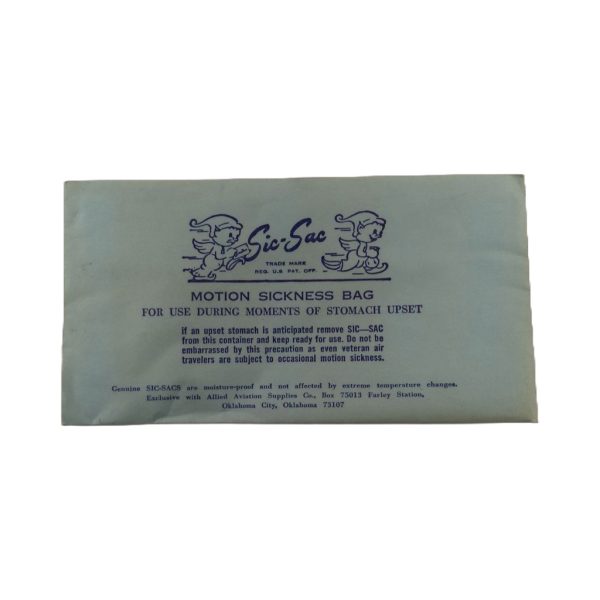 Sic-Sac
TRADE MARK
REG. U.S. PAT. OFF.
MOTION SICKNESS BAG
FOR USE DURING MOMENTS OF STOMACH UPSET
If an upset stomach is anticipated remove SIC—SAC
from this container and keep ready for use. Do not be
embarrassed by this precaution as even veteran air
travelers are subject to occasional motion sickness.
Genuine SIC-SACS are moisture-proof and not affected by extreme temperature changes.
Exclusive with Allied Aviation Supplies Co., Box 75013 Farley Station,
Oklahoma City, Oklahoma 73107